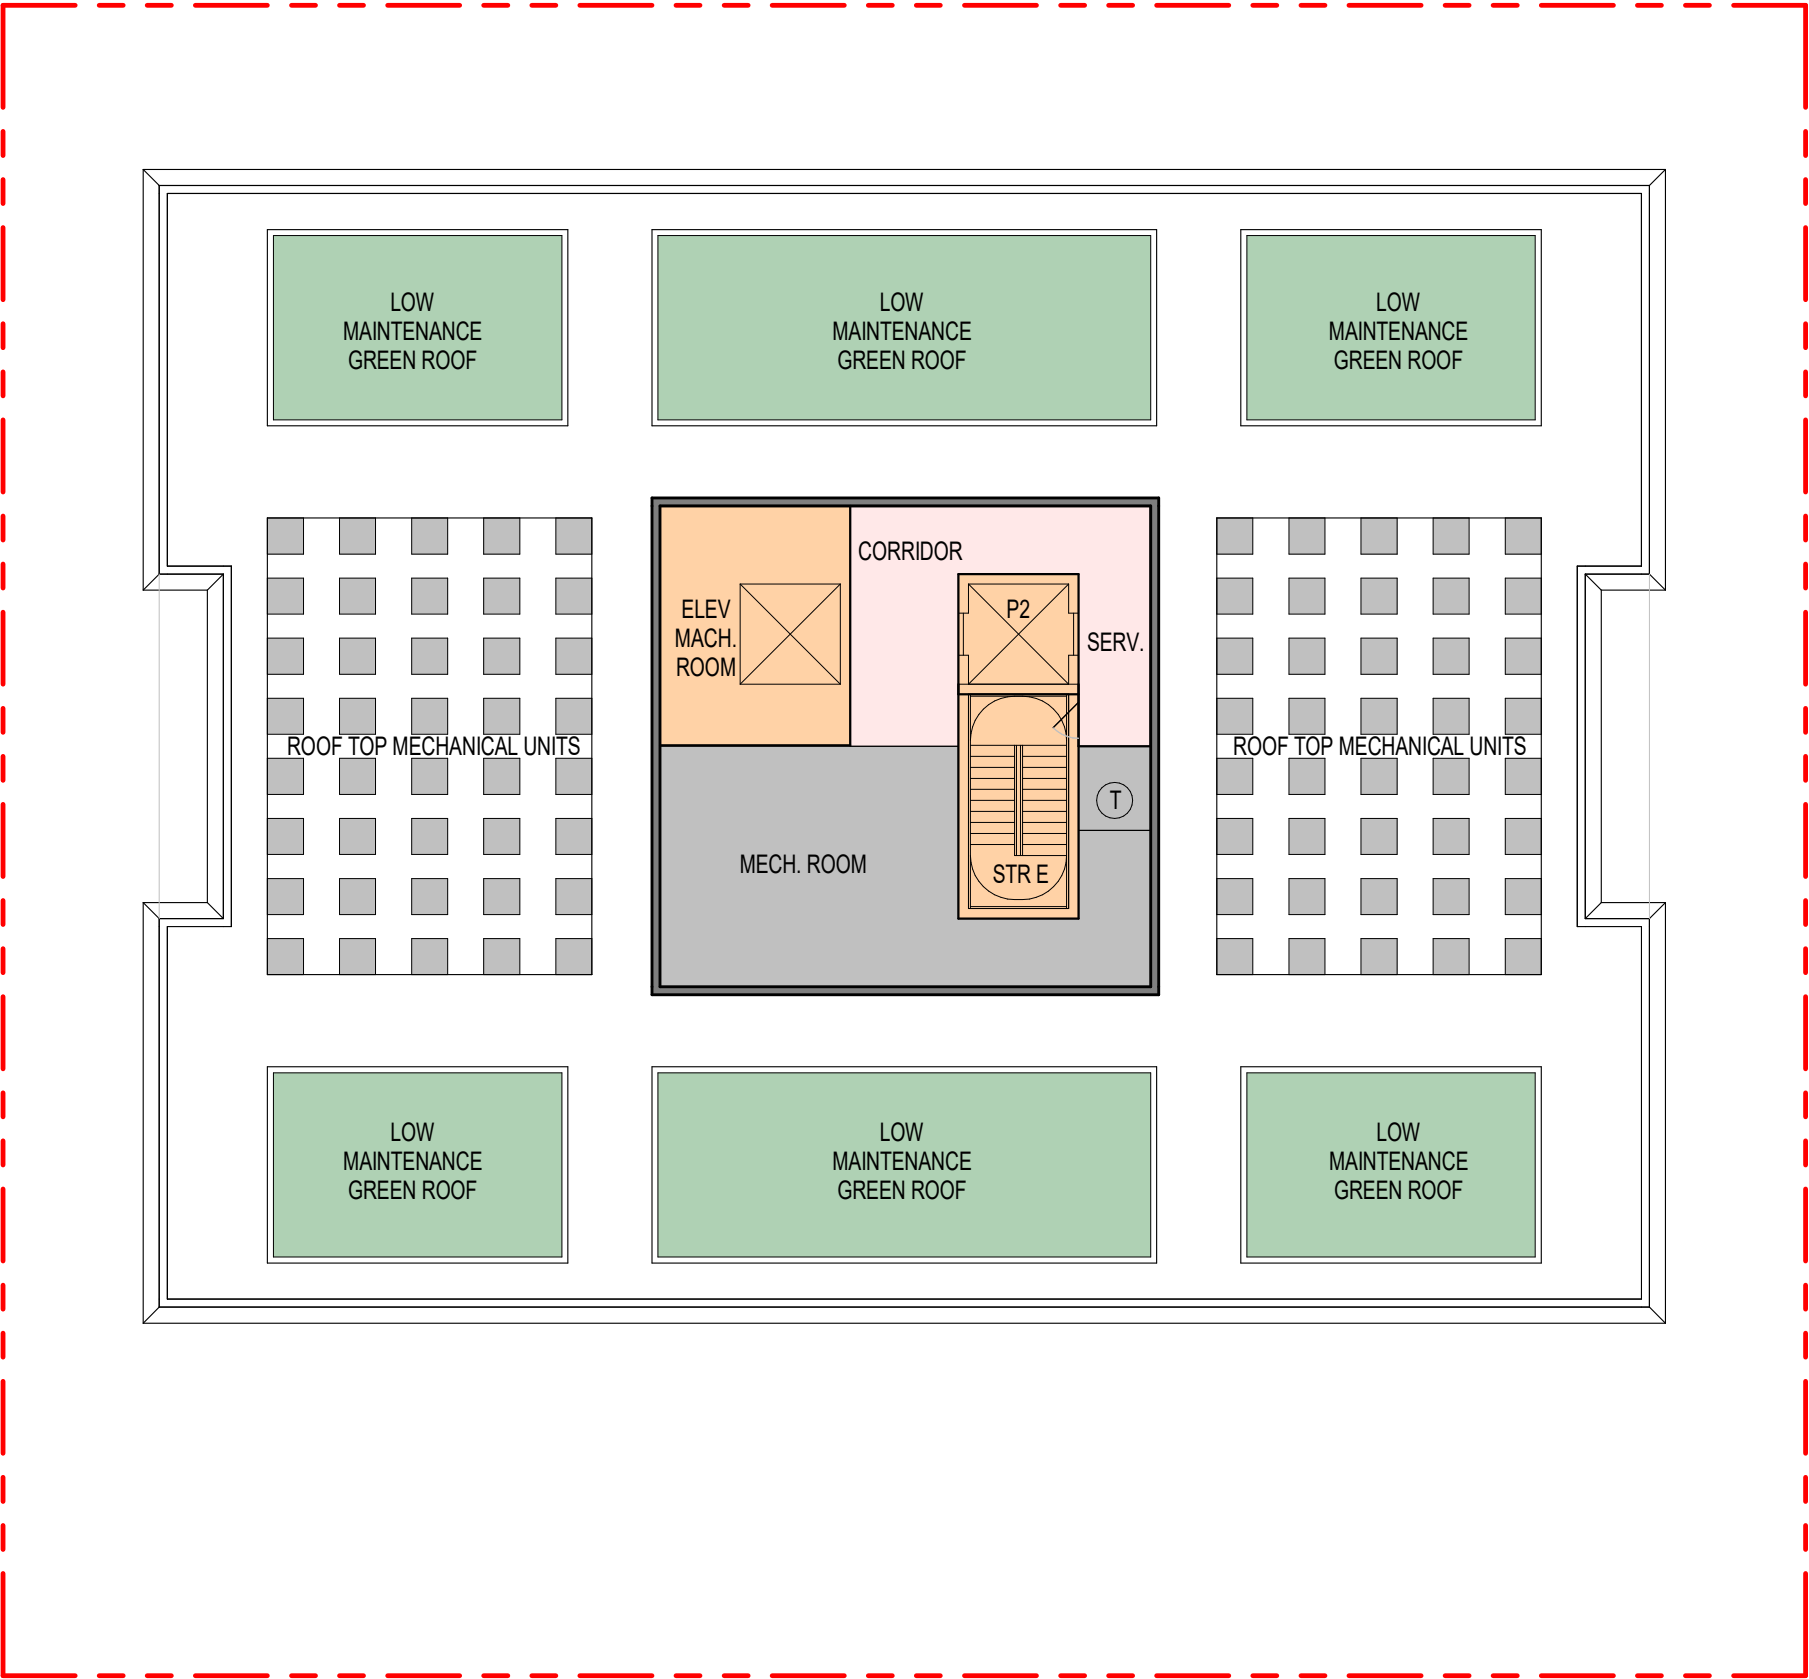 LOW
MAINTENANCE
GREEN ROOF
LOW
MAINTENANCE
GREEN ROOF
LOW
MAINTENANCE
GREEN ROOF
CORRIDOR
ELEV
MACH.
ROOM
P2
SERV.
ROOF TOP MECHANICAL UNITS
ROOF TOP MECHANICAL UNITS
T
MECH. ROOM
STR E
LOW
MAINTENANCE
GREEN ROOF
LOW
MAINTENANCE
GREEN ROOF
LOW
MAINTENANCE
GREEN ROOF